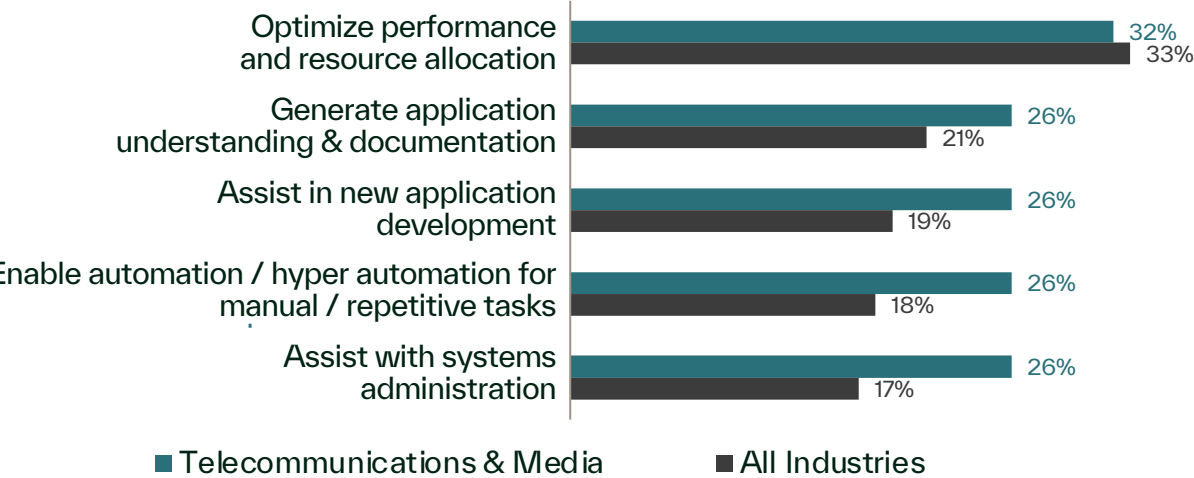 Optimize performance
and resource allocation
32%
33%
Generate application
understanding & documentation
26%
21%
Assist in new application
development
26%
19%
Enable automation / hyper automation for
manual / repetitive tasks
26%
18%
Assist with systems
administration
26%
17%
Telecommunications & Media
All Industries